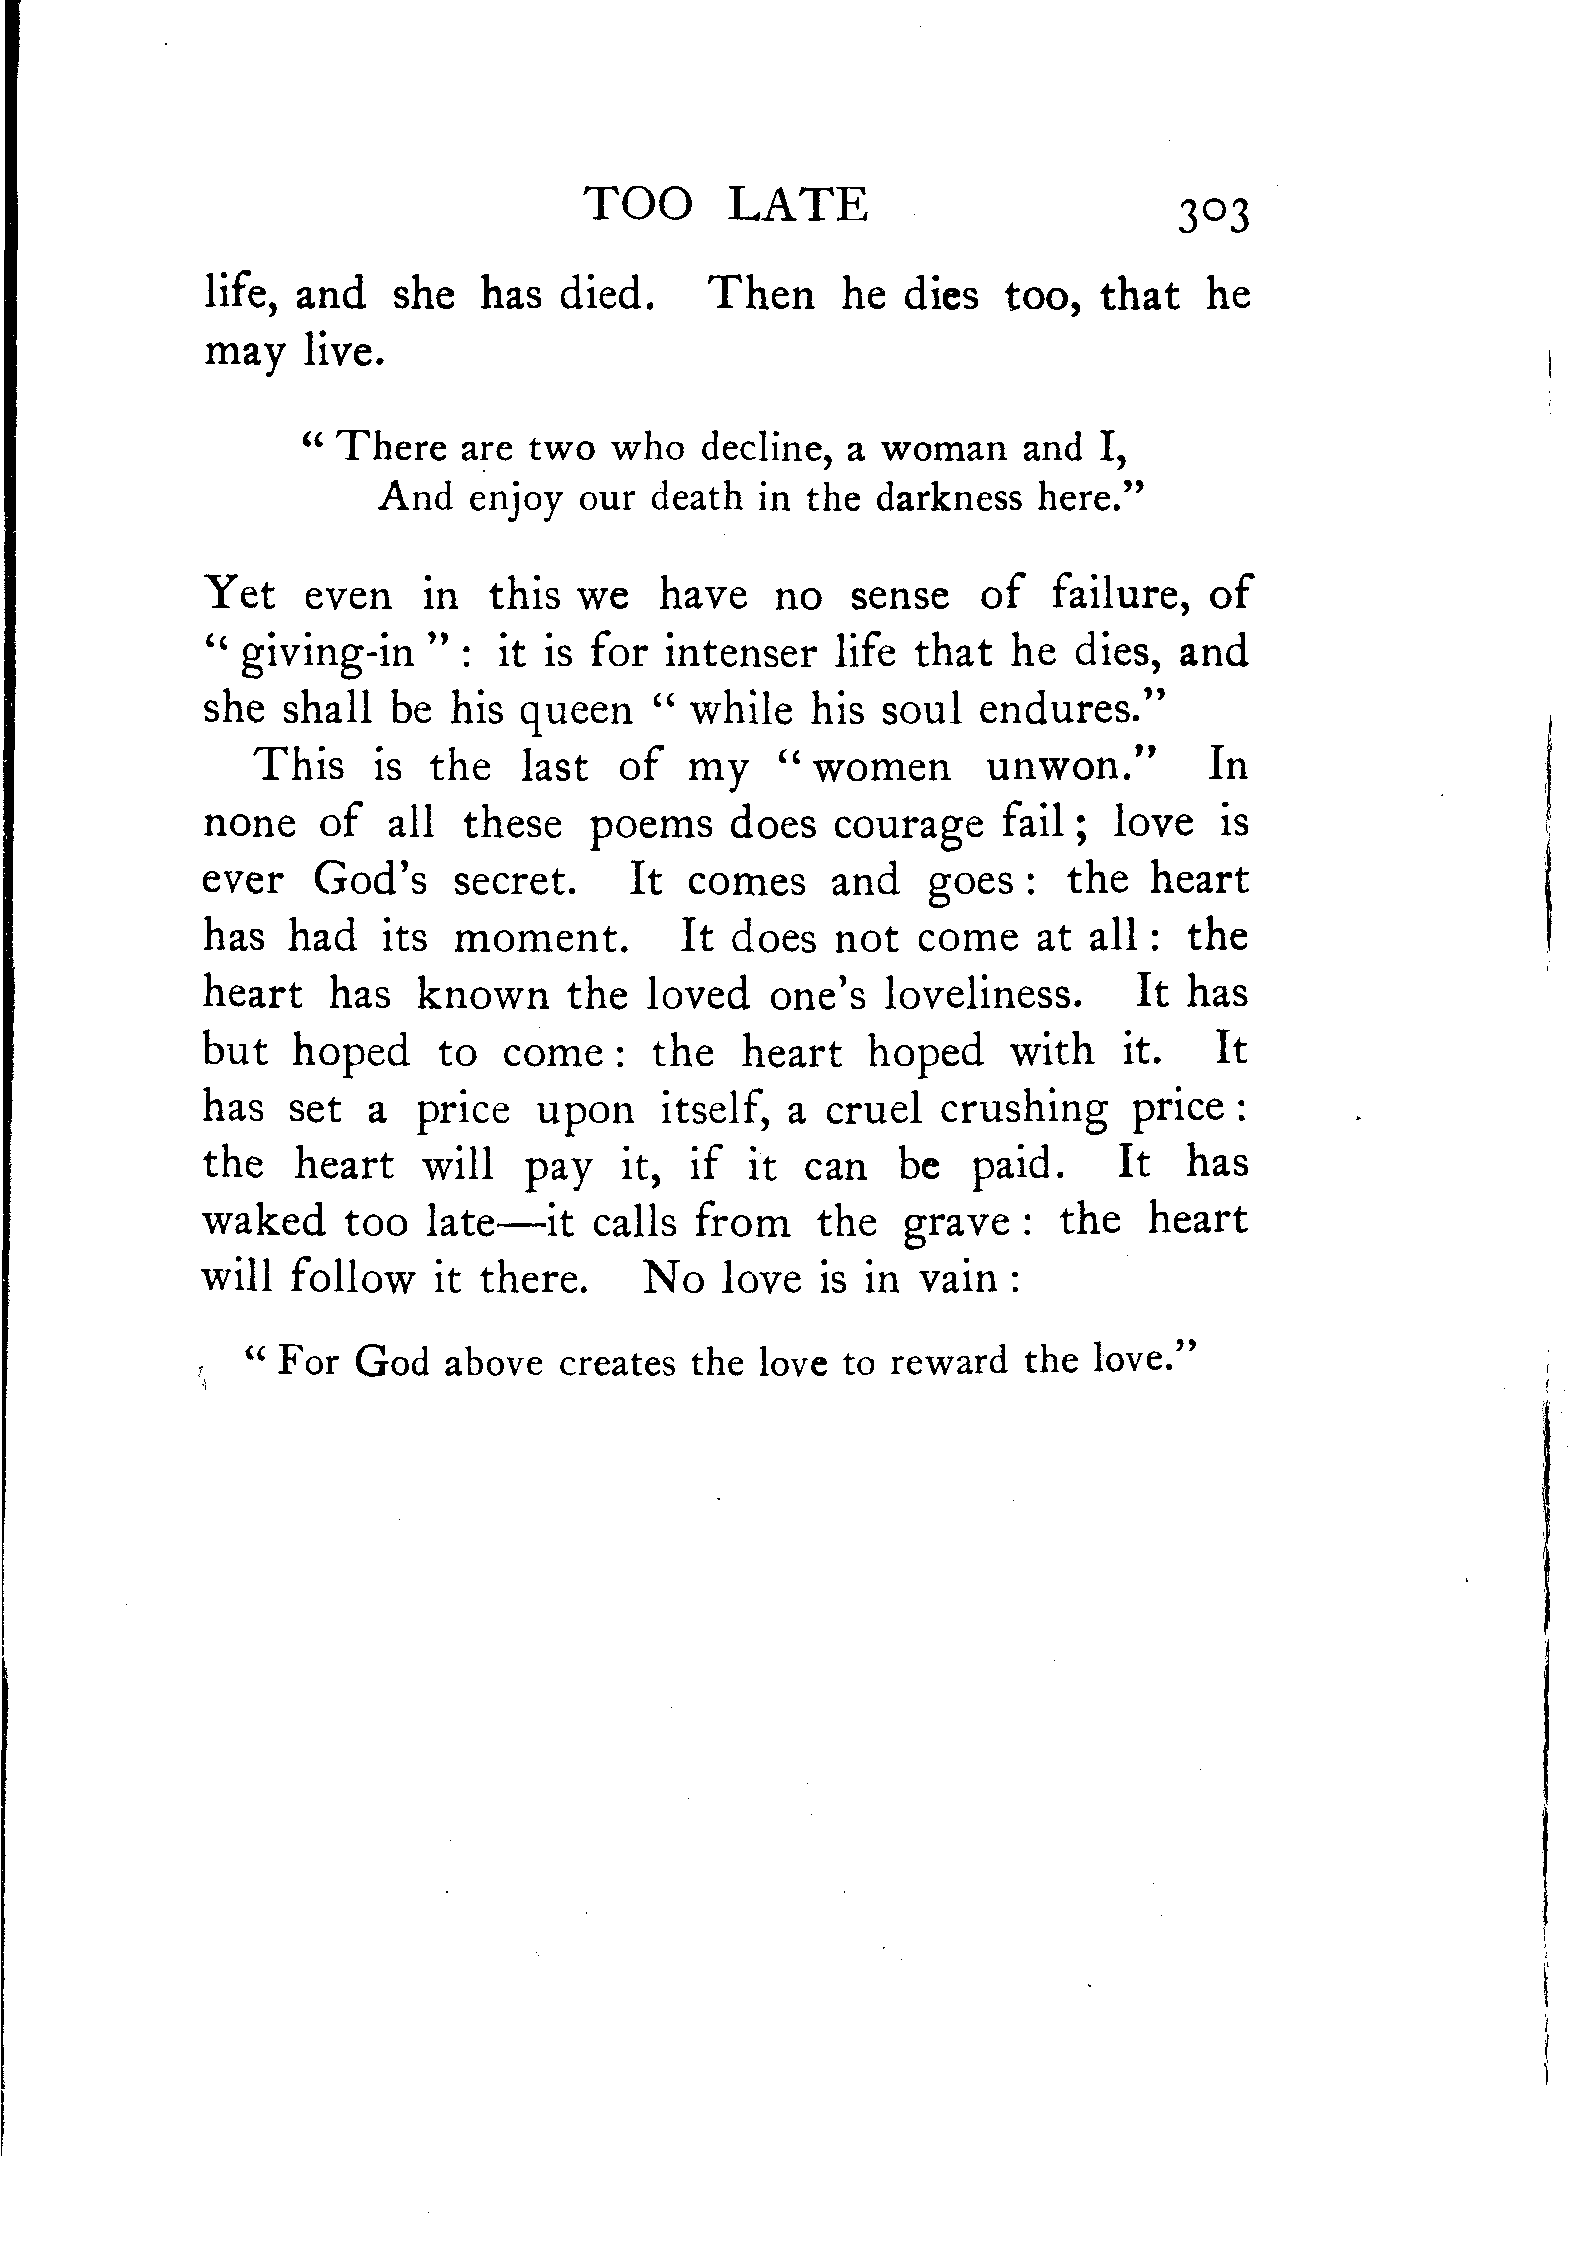 TOO LATE 303
life, and she has died. Then he dies too, that he
may live.
“ There are two who decline, a woman and I,
And enjoy our death in the darkness here.”
Yet even in this we have no sense of failure, of
“ giving-in ” : it is for intenser life that he dies, and
she shall be his queen “ while his soul endures.”
This is the last of my “ women unwon.” In
none of all these poems does courage fail ; love is
ever God's secret. It comes and goes : the heart
has had its moment. It does not come at all : the
heart has known the loved one's loveliness. It has
but hoped to come : the heart hoped with it. It
has set a price upon itself, a cruel crushing price :
the heart will pay it, if it can be paid. It has
waked too late—it calls from the grave : the heart
will follow it there. No love is in vain :
“ For God above creates the love to reward the love.”